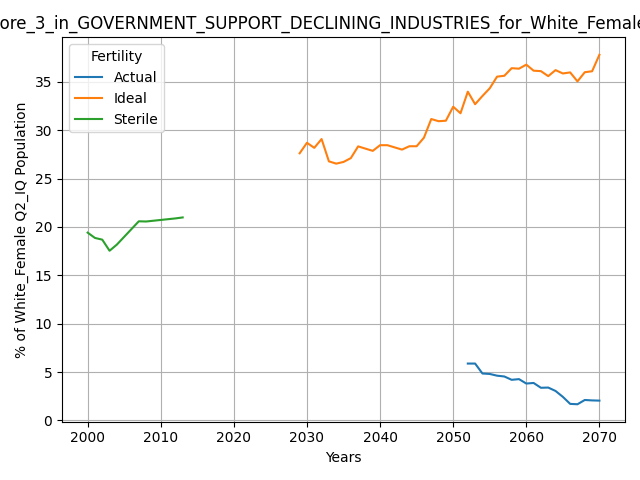 ore_3_in_GOVERNMENT_SUPPORT_DECLINING_INDUSTRIES_for_White_Female
Fertility
Actual
Ideal
Sterile
% of White_Female Q2_IQ Population
35
30
25
20
15
10
5
0
2000 2010 2020 2030 2040 2050 2060 2070
Years